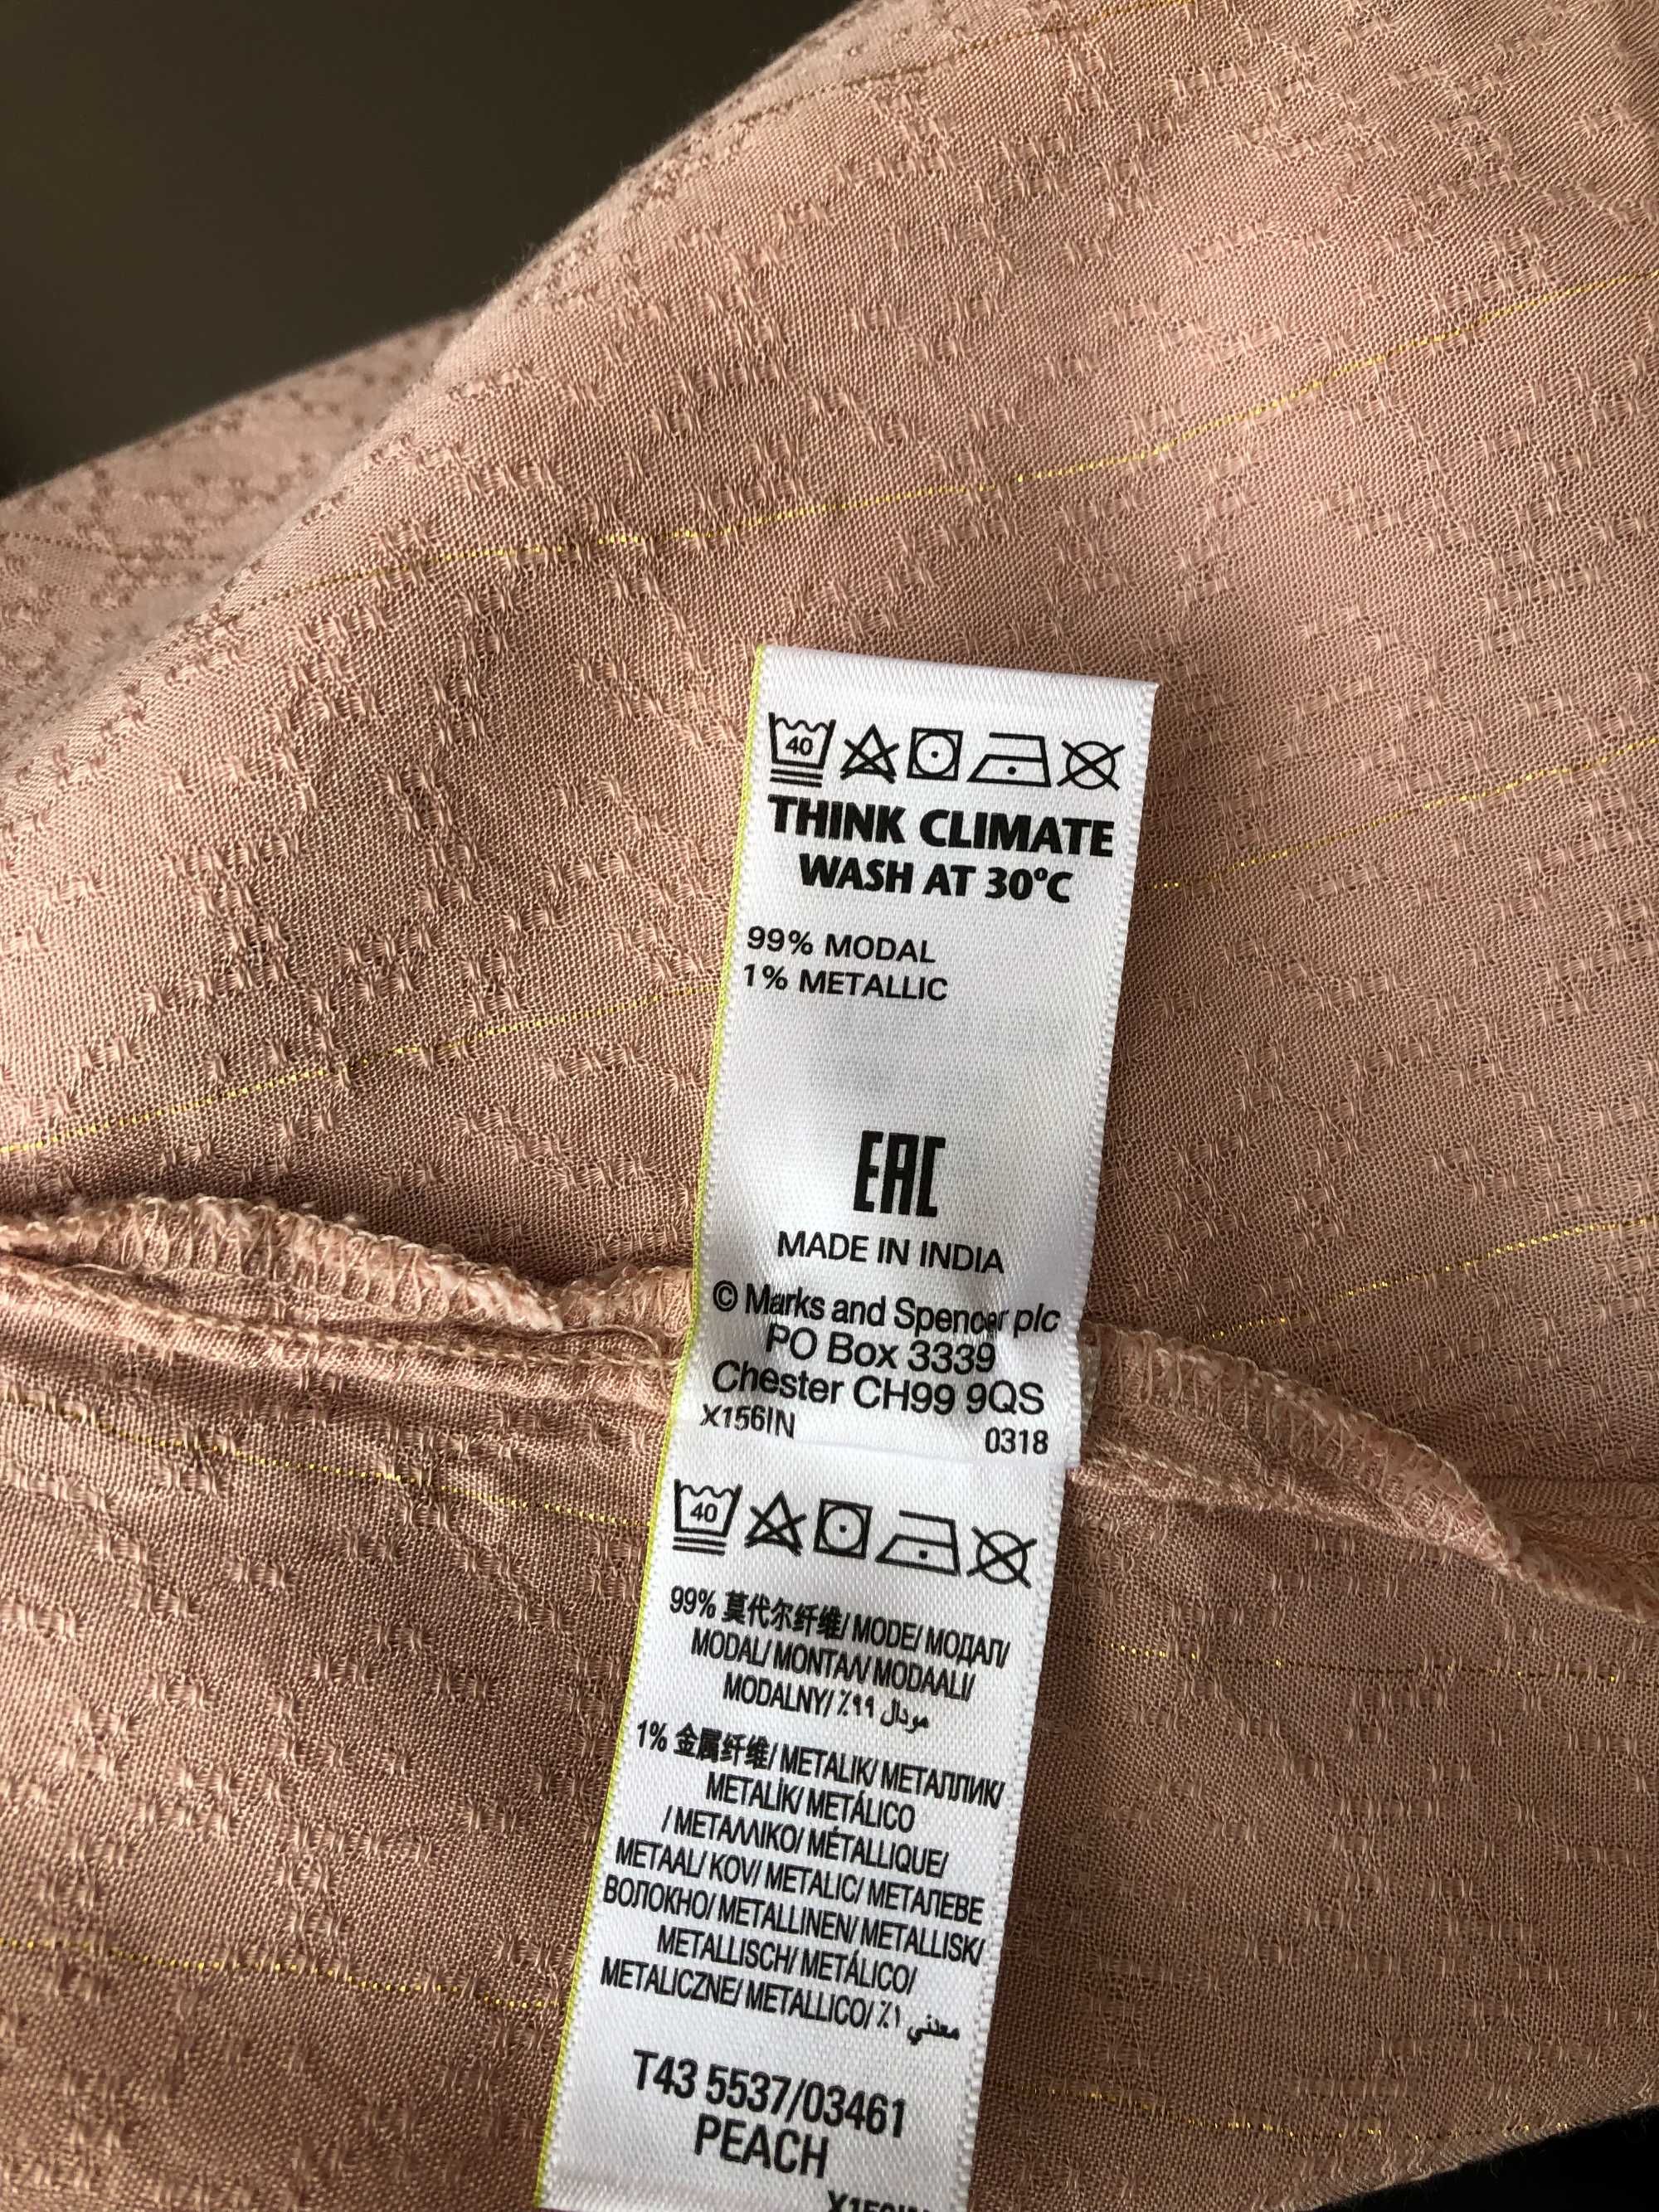 40
THINK CLIMATE
WASH AT 30°C
99% MODAL
1% METALLIC
EAC
MADE IN INDIA
© Marks and Spencer plc
PO Box 3339
Chester CH99 9QS
X156IN 0318
40
99% 莫代尔纤维/ MODE/ МОДАЛ/
MODAL/ ΜΟΝΤΑΛ/ MODAALI/
MODALNY/ مودال ٩٩٪
1% 金属纤维/ METALIK/ МЕТАЛЛИК/
METALÍK/ METÁLICO
/ ΜΕΤΑΛΛΙΚΟ/ MÉTALLIQUE/
METAAL/ KOV/ METALIC/ МЕТАЛЕВЕ
ВОЛОКНО/ METALLINEN/ METALLISK/
METALLISCH/ METÁLICO/
METALICZNE/ METALLICO/ معدني ١٪
T43 5537/03461
PEACH